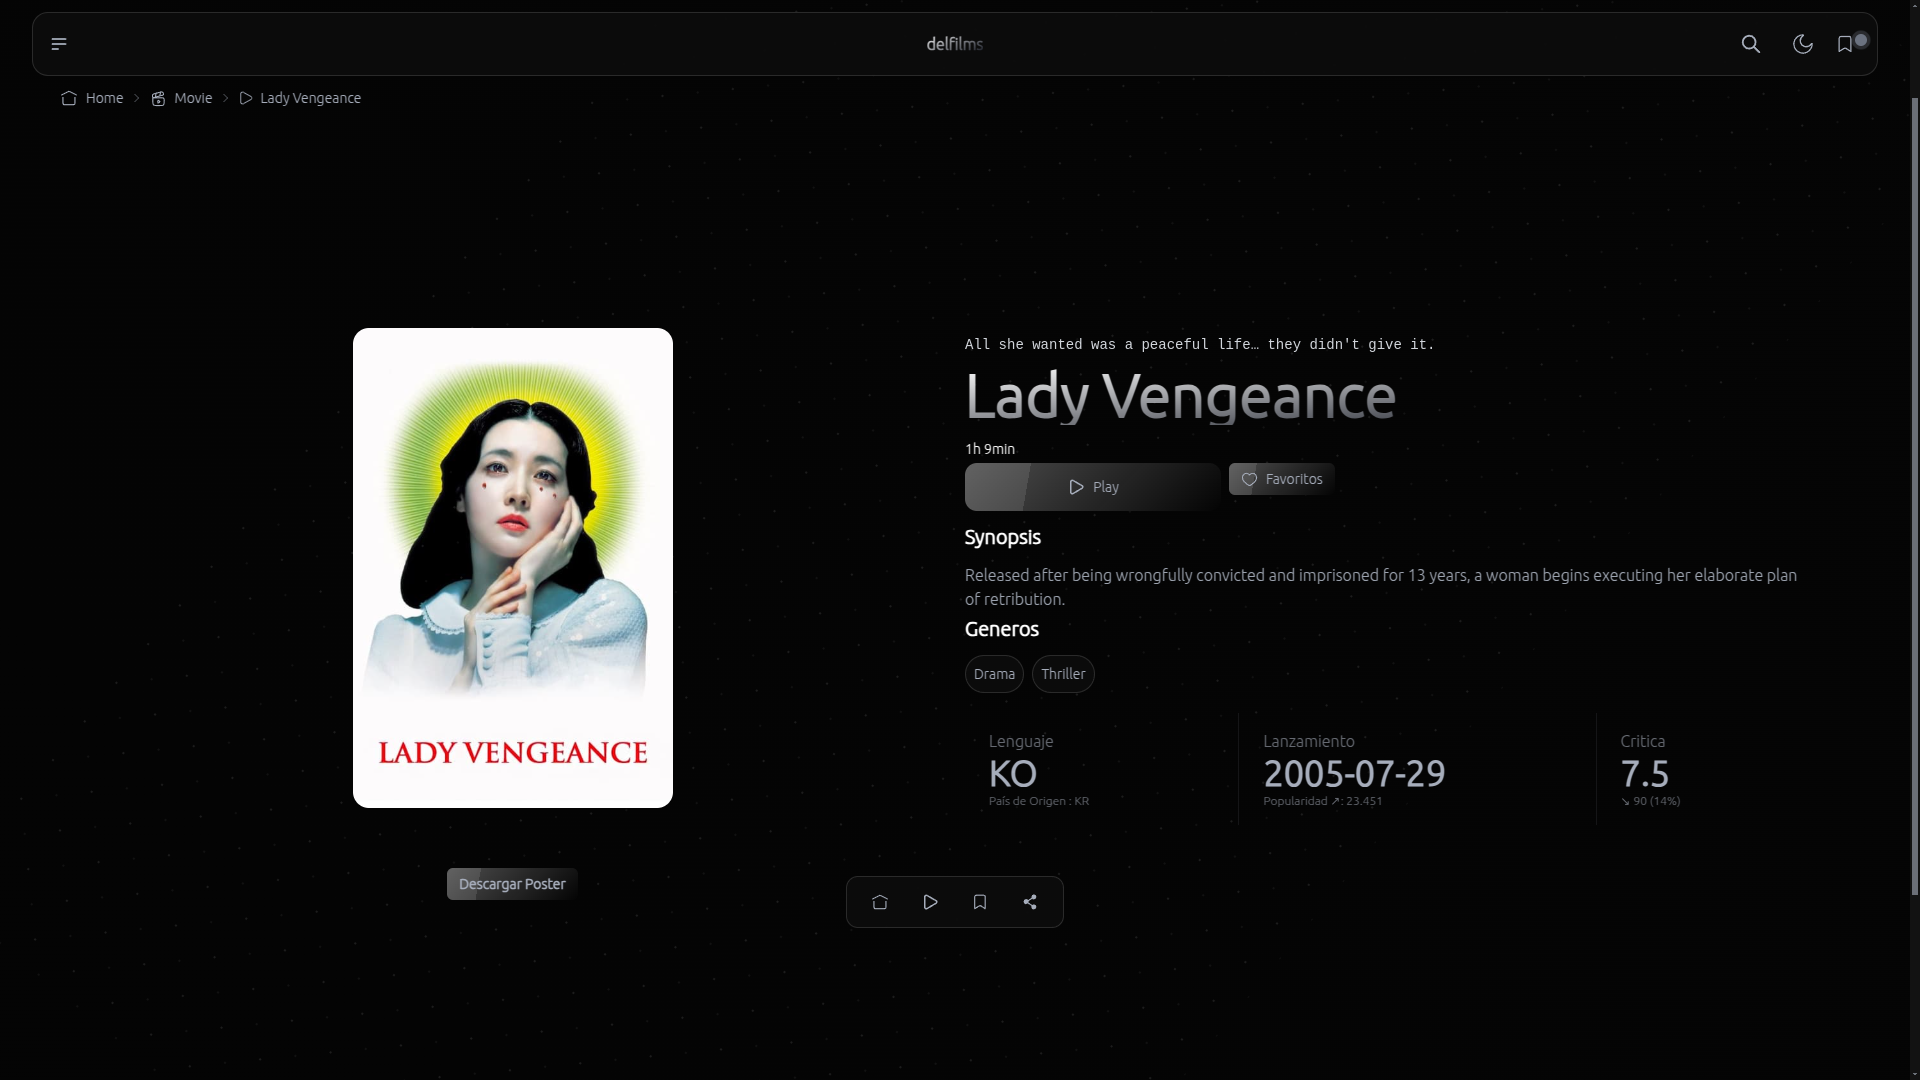 delfilms
Home
Movie
Lady Vengeance
LADY VENGEANCE
Descargar Poster
All she wanted was a peaceful life… they didn't give it.
Lady Vengeance
1h 9min
Play
Favoritos
Synopsis
Released after being wrongfully convicted and imprisoned for 13 years, a woman begins executing her elaborate plan
of retribution.
Generos
Drama
Thriller
Lenguaje
KO
País de Origen : KR
Lanzamiento
2005-07-29
Popularidad ↗: 23.451
Critica
7.5
↘ 90 (14%)